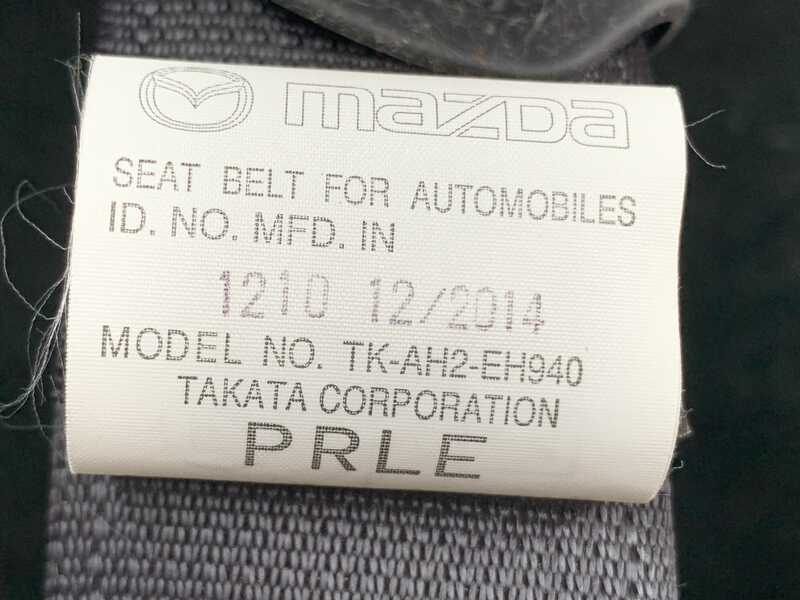 mazda
SEAT BELT FOR AUTOMOBILES
ID. NO. MFD. IN
1210 12/2014
MODEL NO. TK-AH2-EH940
TAKATA CORPORATION
PRLE